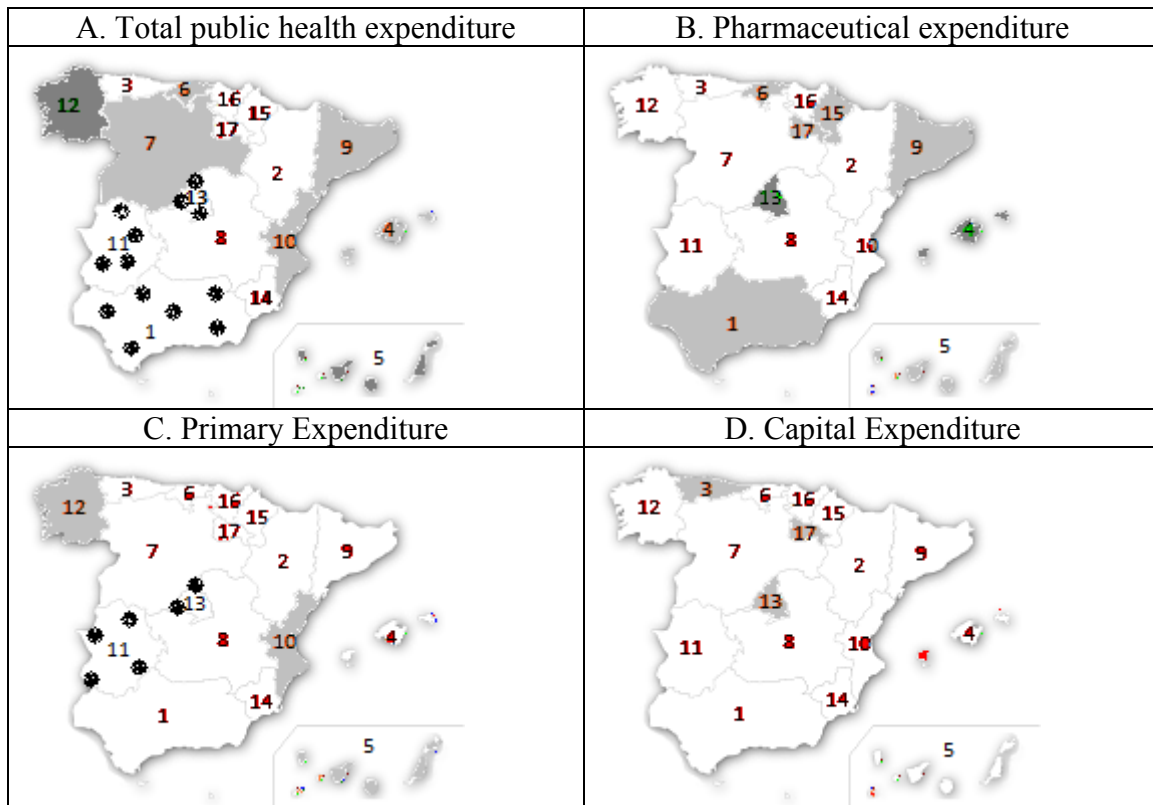 A. Total public health expenditure
B. Pharmaceutical expenditure
12 3 6 16 15 17 7 9 2 13 4 11 8 10 14 1 5
12 3 6 16 15 17 7 9 2 13 4 11 8 10 14 1 5
C. Primary Expenditure
D. Capital Expenditure
12 3 6 16 15 17 7 9 2 13 4 11 8 10 14 1 5
12 3 6 16 15 17 7 9 2 13 4 11 8 10 14 1 5